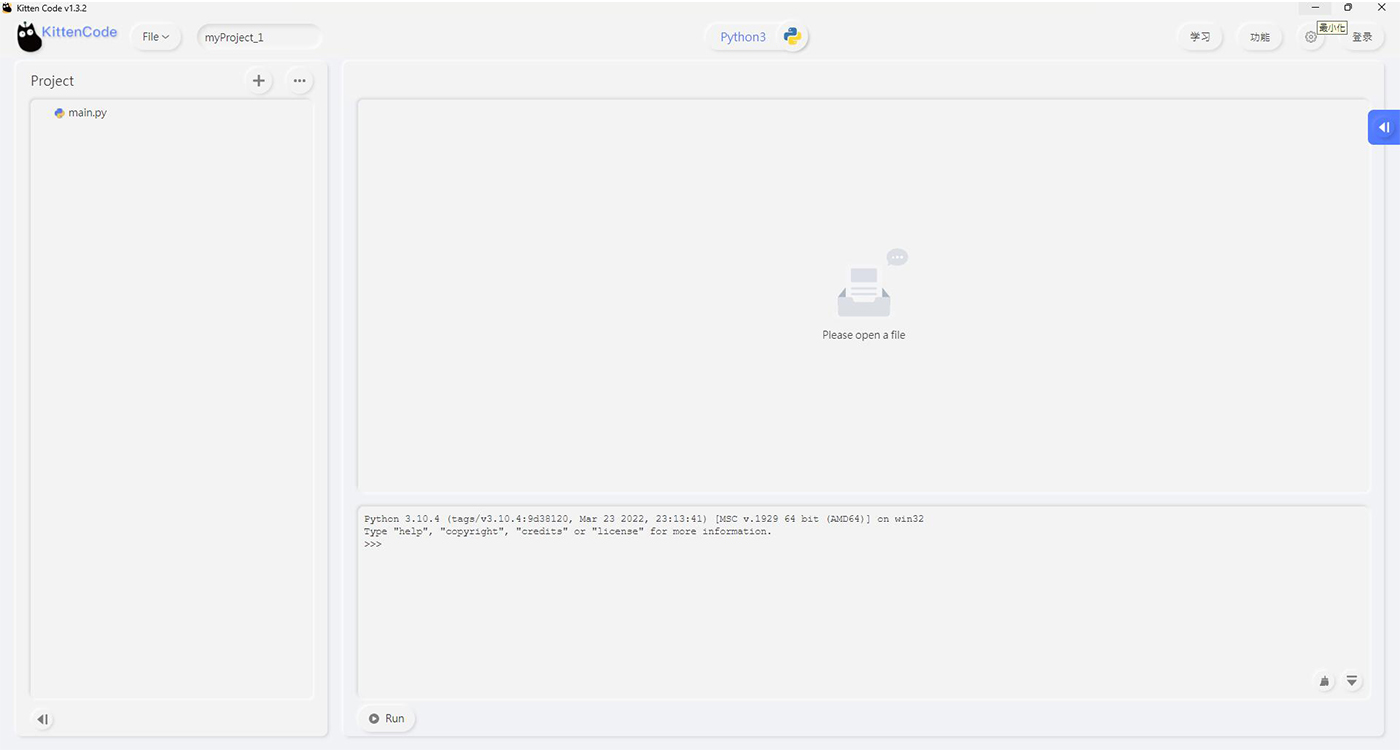 Kitten Code v1.3.2
KittenCode
File
myProject_1
Python3
学习
功能
最小化
登录
Project
main.py
Please open a file
Python 3.10.4 (tags/v3.10.4:9d38120, Mar 23 2022, 23:13:41) [MSC v.1929 64 bit (AMD64)] on win32
Type "help", "copyright", "credits" or "license" for more information.
>>>
Run